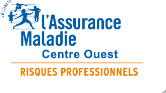 l'Assurance
Maladie
Centre Ouest
RISQUES PROFESSIONNELS